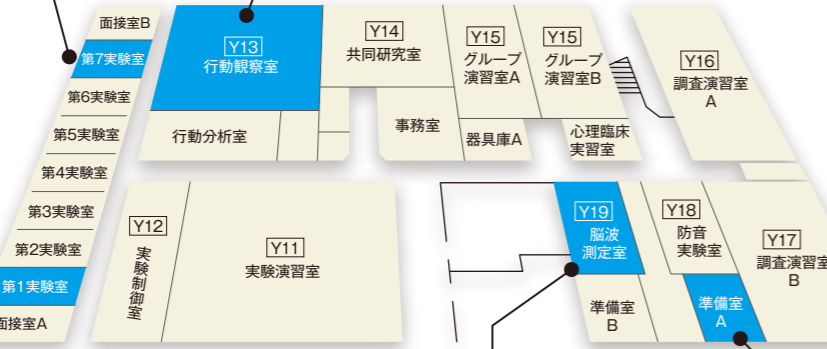 面接室B
第7実験室
第6実験室
第5実験室
第4実験室
第3実験室
第2実験室
第1実験室
面接室A
Y13
行動観察室
行動分析室
Y14
共同研究室
事務室
Y15
グループ
演習室A
Y15
グループ
演習室B
器具庫A
心理臨床
実習室
Y16
調査演習室
A
Y12
実験制御室
Y11
実験演習室
Y19
脳波
測定室
準備室
B
Y18
防音
実験室
準備室
A
Y17
調査演習室
B